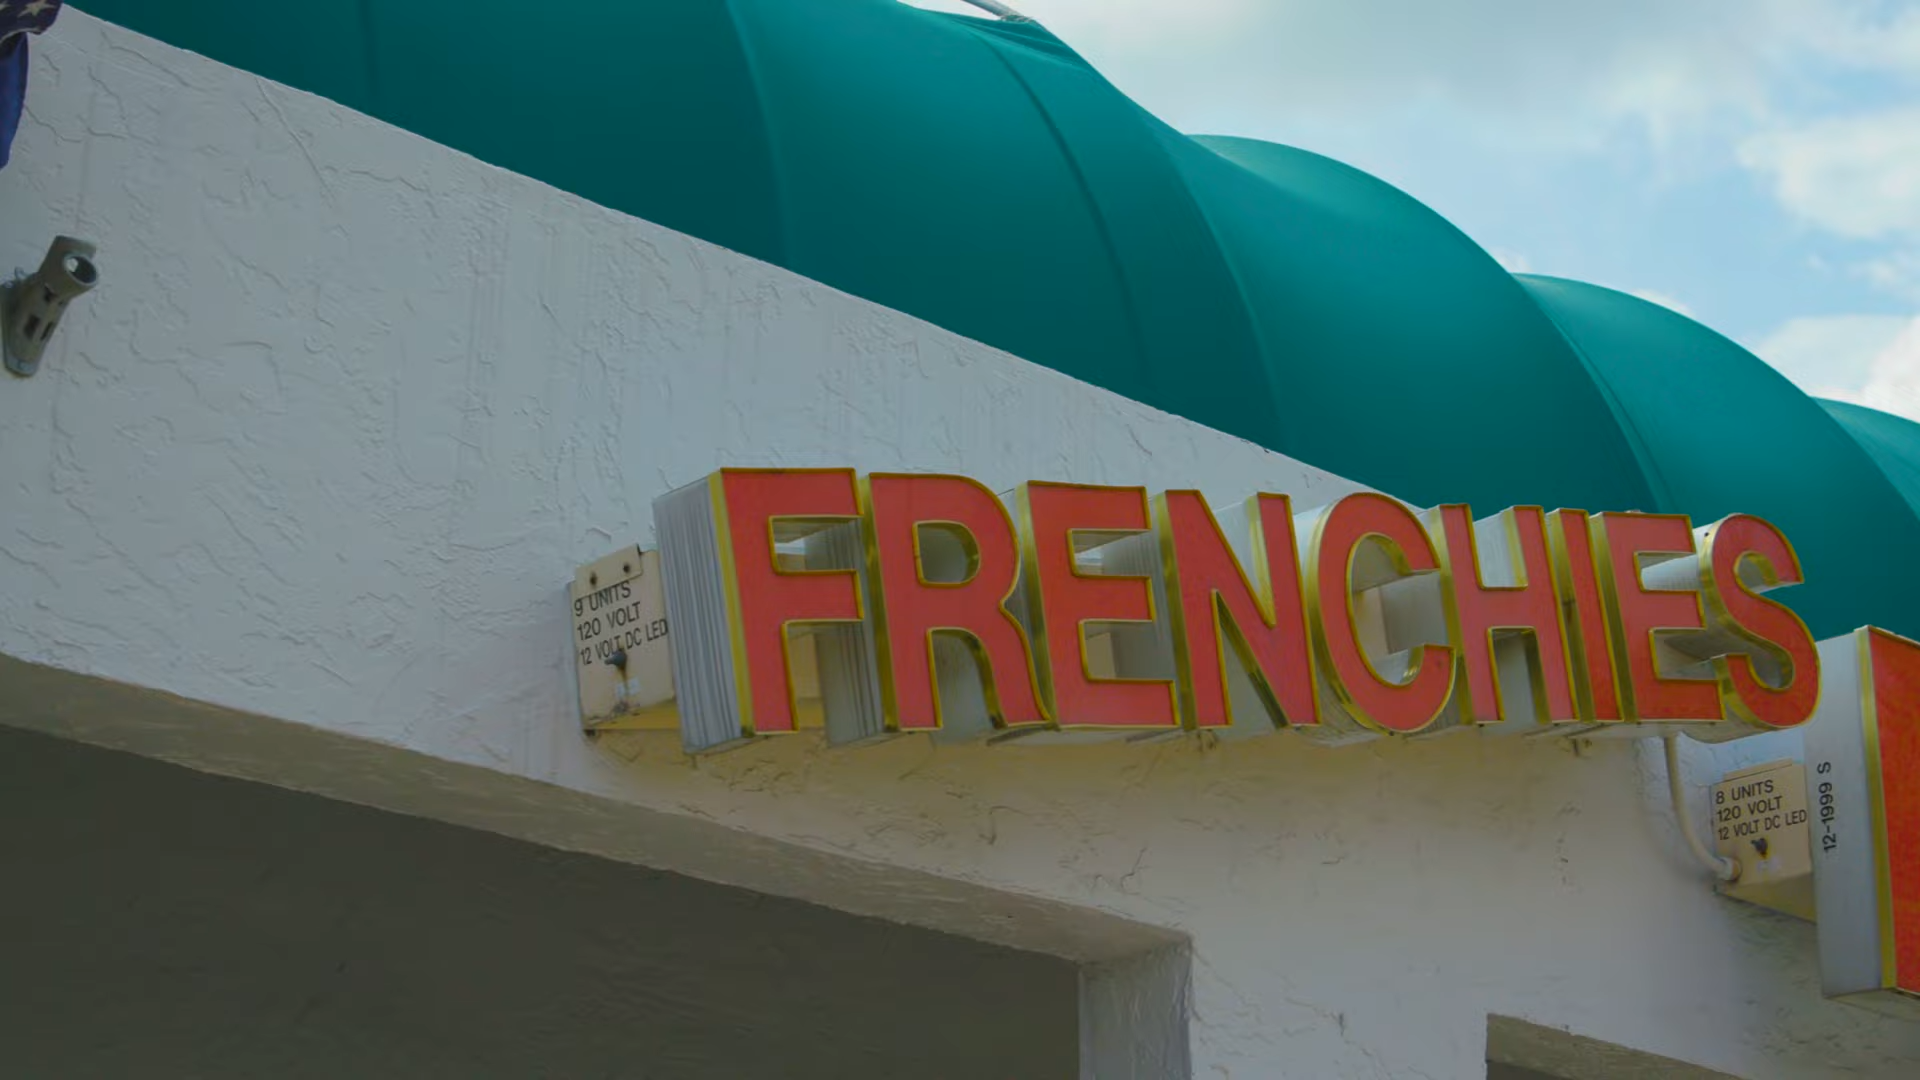 FRENCHIES
9 UNITS
120 VOLT
12 VOLT DC LED
8 UNITS
120 VOLT
12 VOLT DC LED
12-1999 S